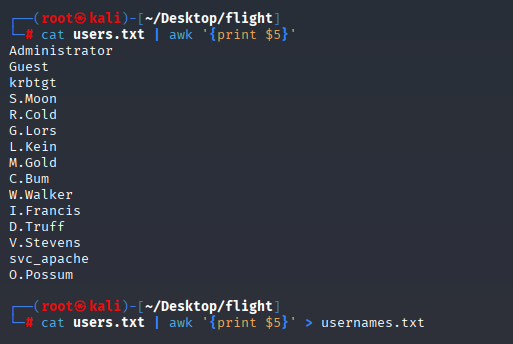 ┌──(root㉿kali)-[~/Desktop/flight]
└─# cat users.txt | awk '{print $5}'
Administrator
Guest
krbtgt
S.Moon
R.Cold
G.Lors
L.Kein
M.Gold
C.Bum
W.Walker
I.Francis
D.Truff
V.Stevens
svc_apache
O.Possum
┌──(root㉿kali)-[~/Desktop/flight]
└─# cat users.txt | awk '{print $5}' > usernames.txt